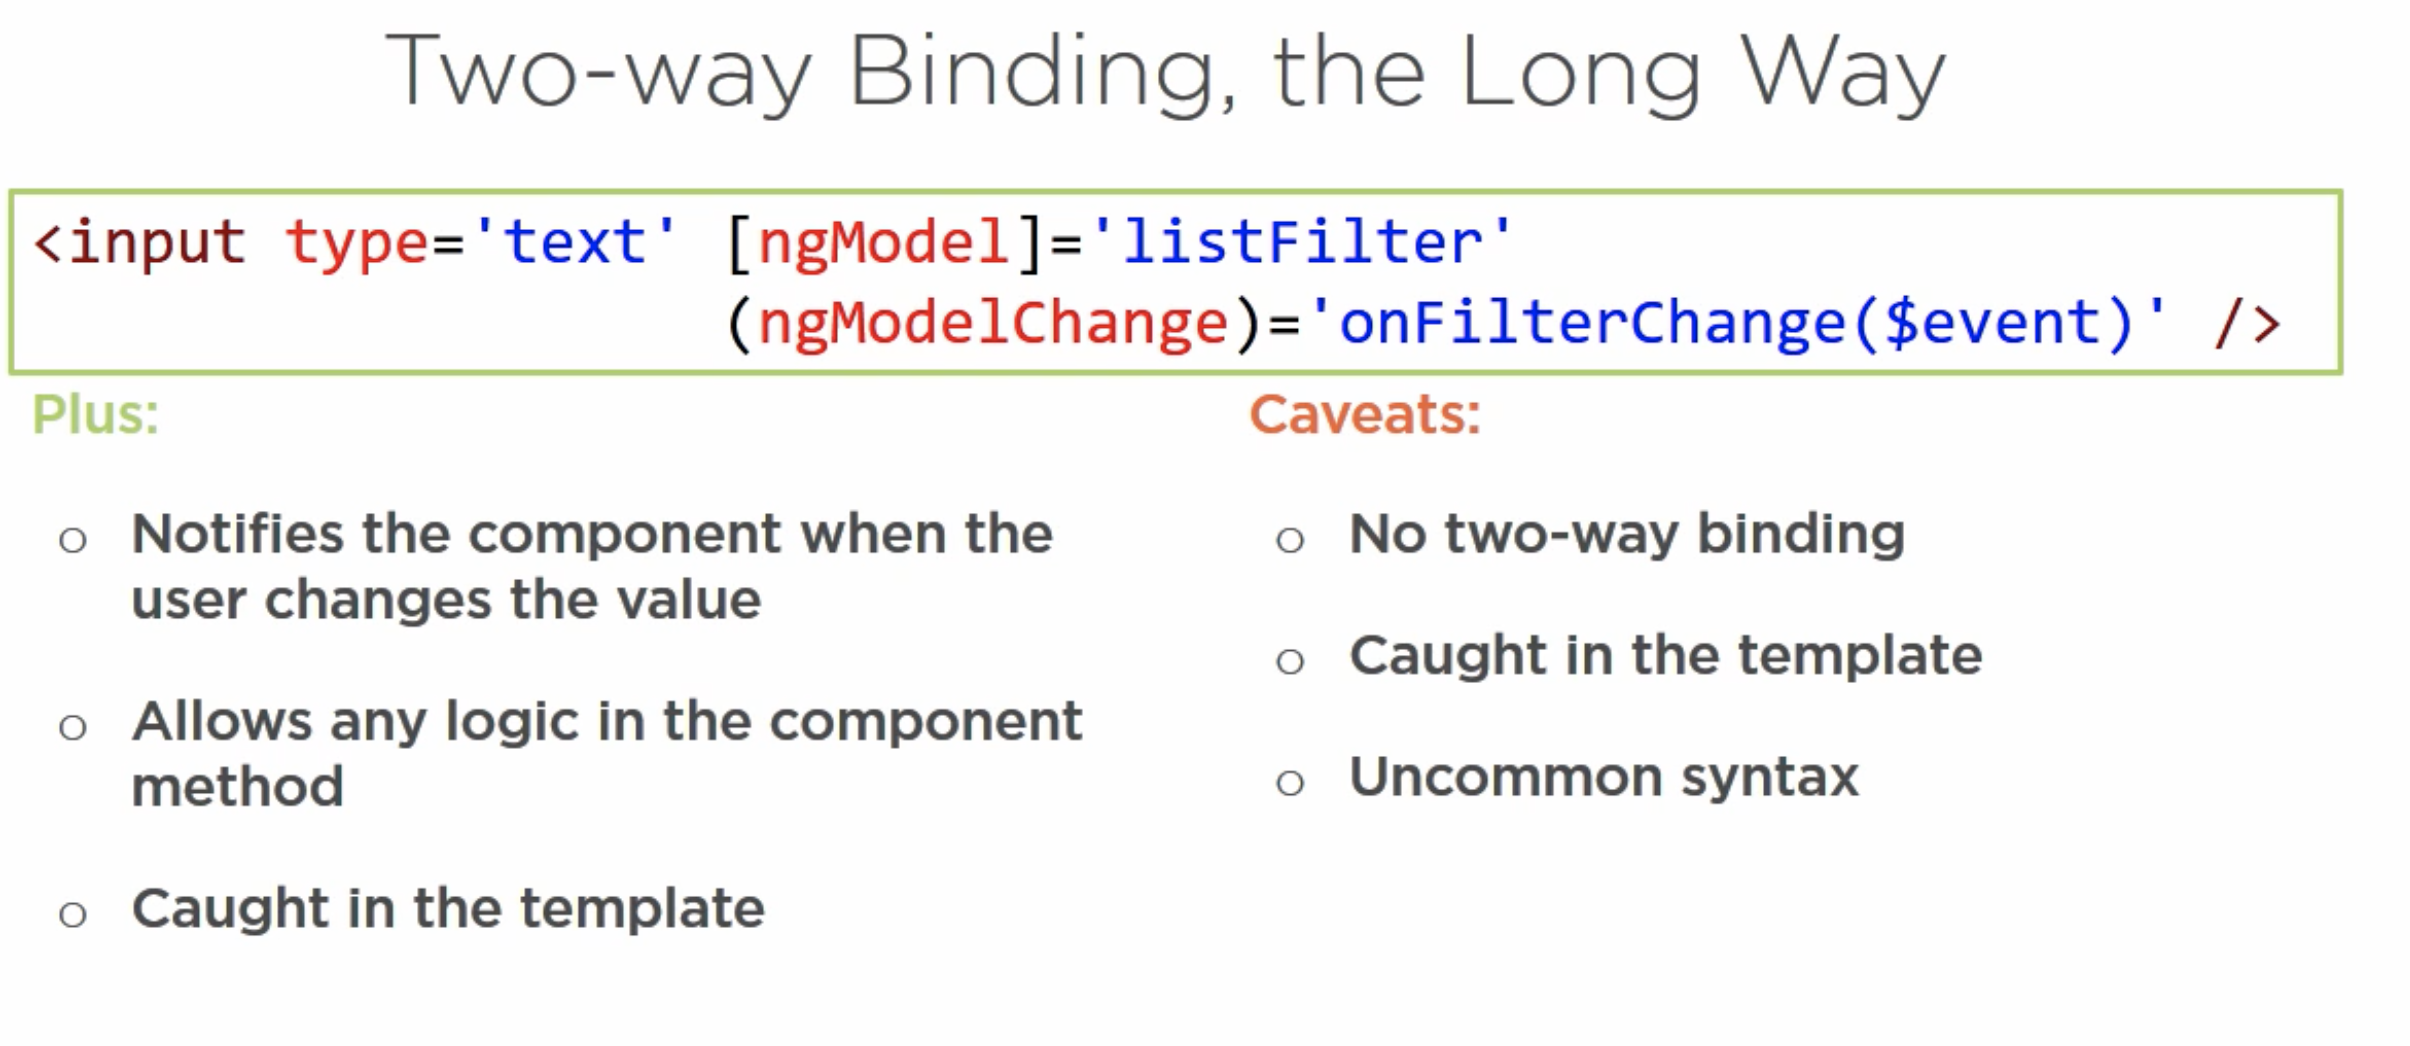 Two-way Binding, the Long Way
<input type='text' [ngModel]='listFilter'
(ngModelChange)='onFilterChange($event)' />
Plus:
o Notifies the component when the
user changes the value
o Allows any logic in the component
method
o Caught in the template
Caveats:
o No two-way binding
o Caught in the template
o Uncommon syntax